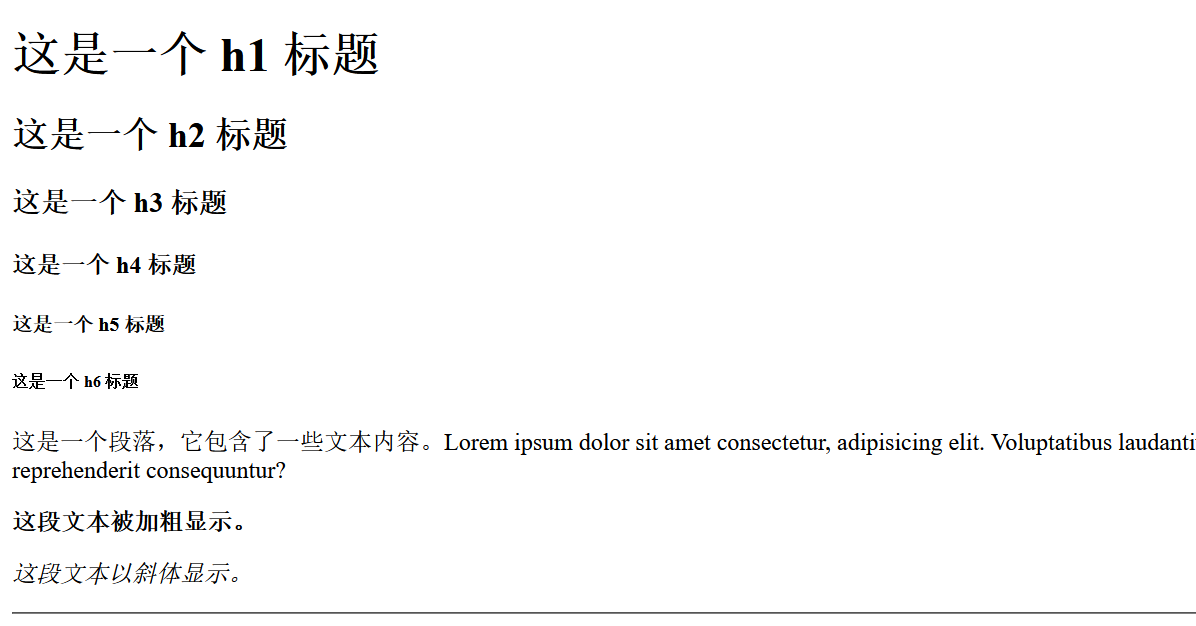 这是一个 h1 标题
这是一个 h2 标题
这是一个 h3 标题
这是一个 h4 标题
这是一个 h5 标题
这是一个 h6 标题
这是一个段落，它包含了一些文本内容。Lorem ipsum dolor sit amet consectetur, adipisicing elit. Voluptatibus
reprehenderit consequuntur?
这段文本被加粗显示。
这段文本以斜体显示。